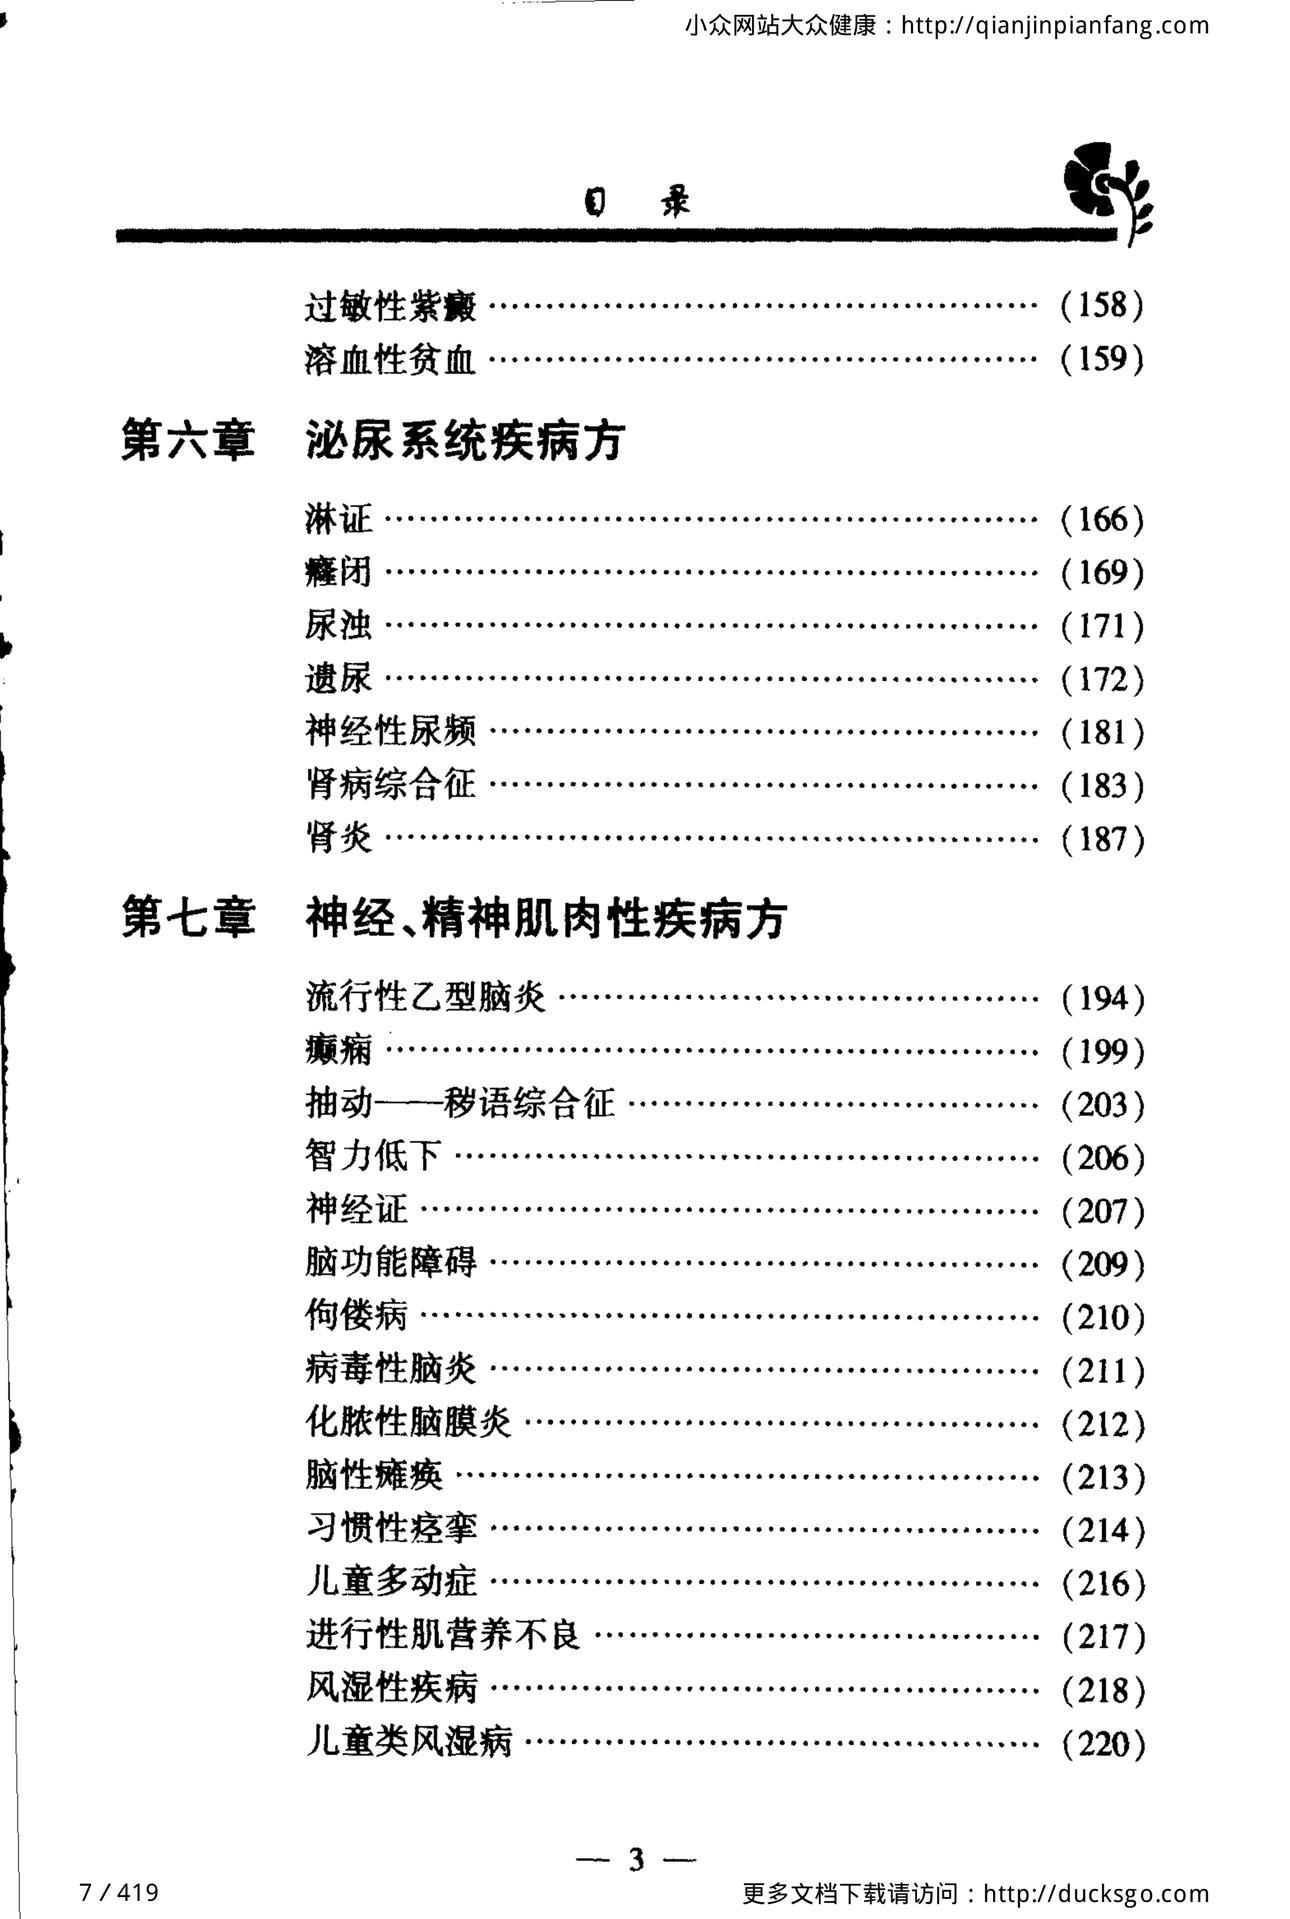 小众网站大众健康：http://qianjinpianfang.com
目 录
过敏性紫癜 …………………………………… (158)
溶血性贫血 …………………………………… (159)
第六章 泌尿系统疾病方
淋证 …………………………………… (166)
癃闭 …………………………………… (169)
尿浊 …………………………………… (171)
遗尿 …………………………………… (172)
神经性尿频 …………………………………… (181)
肾病综合征 …………………………………… (183)
肾炎 …………………………………… (187)
第七章 神经、精神肌肉性疾病方
流行性乙型脑炎 …………………………………… (194)
癫痫 …………………………………… (199)
抽动——秽语综合征 …………………………………… (203)
智力低下 …………………………………… (206)
神经证 …………………………………… (207)
脑功能障碍 …………………………………… (209)
佝偻病 …………………………………… (210)
病毒性脑炎 …………………………………… (211)
化脓性脑膜炎 …………………………………… (212)
脑性瘫痪 …………………………………… (213)
习惯性痉挛 …………………………………… (214)
儿童多动症 …………………………………… (216)
进行性肌营养不良 …………………………………… (217)
风湿性疾病 …………………………………… (218)
儿童类风湿病 …………………………………… (220)
— 3 —
7 / 419
更多文档下载请访问：http://ducksgo.com